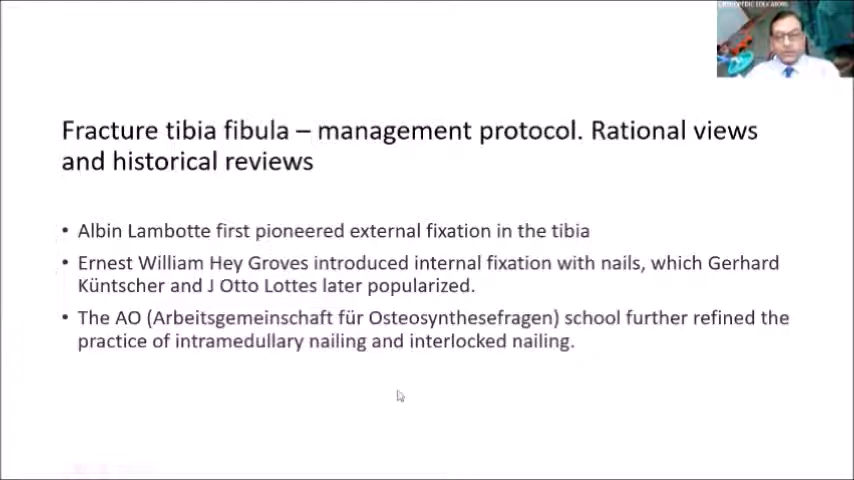 ORTHOPEDIC EDUCATORS
Fracture tibia fibula – management protocol. Rational views
and historical reviews
• Albin Lambotte first pioneered external fixation in the tibia
• Ernest William Hey Groves introduced internal fixation with nails, which Gerhard
Küntscher and J Otto Lottes later popularized.
• The AO (Arbeitsgemeinschaft für Osteosynthesefragen) school further refined the
practice of intramedullary nailing and interlocked nailing.